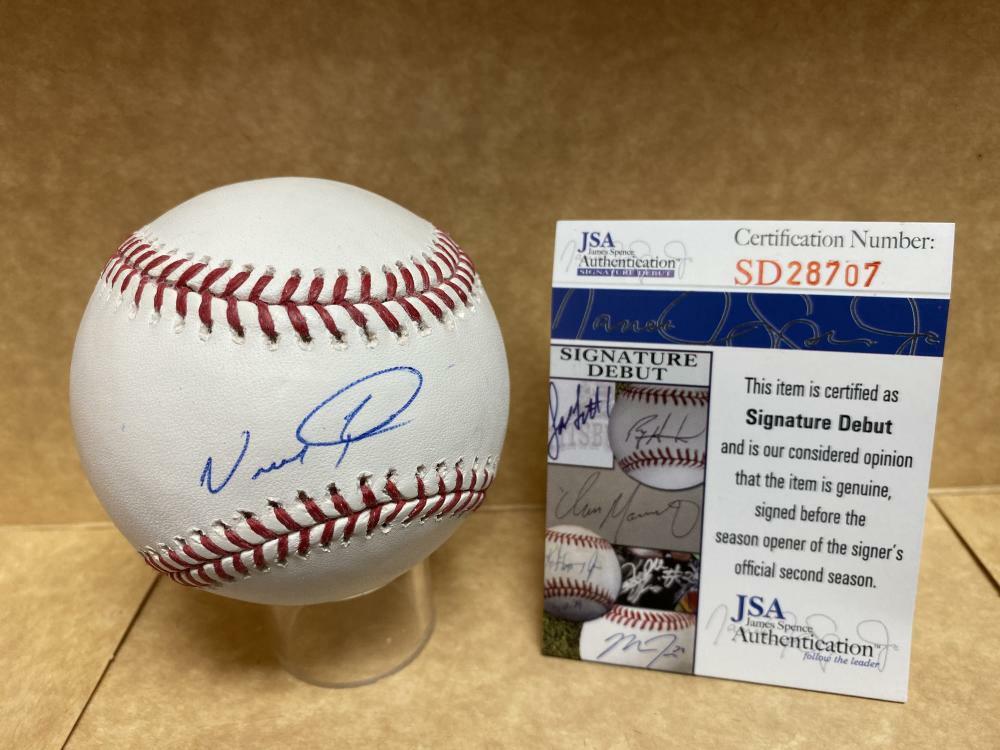 JSA
James Spence
Authentication™
SIGNATURE DEBUT
Certification Number:
SD28707
SIGNATURE
DEBUT
This item is certified as
Signature Debut
and is our considered opinion
that the item is genuine,
signed before the
season opener of the signer's
official second season.
JSA
James Spence
Authentication™
follow the leader